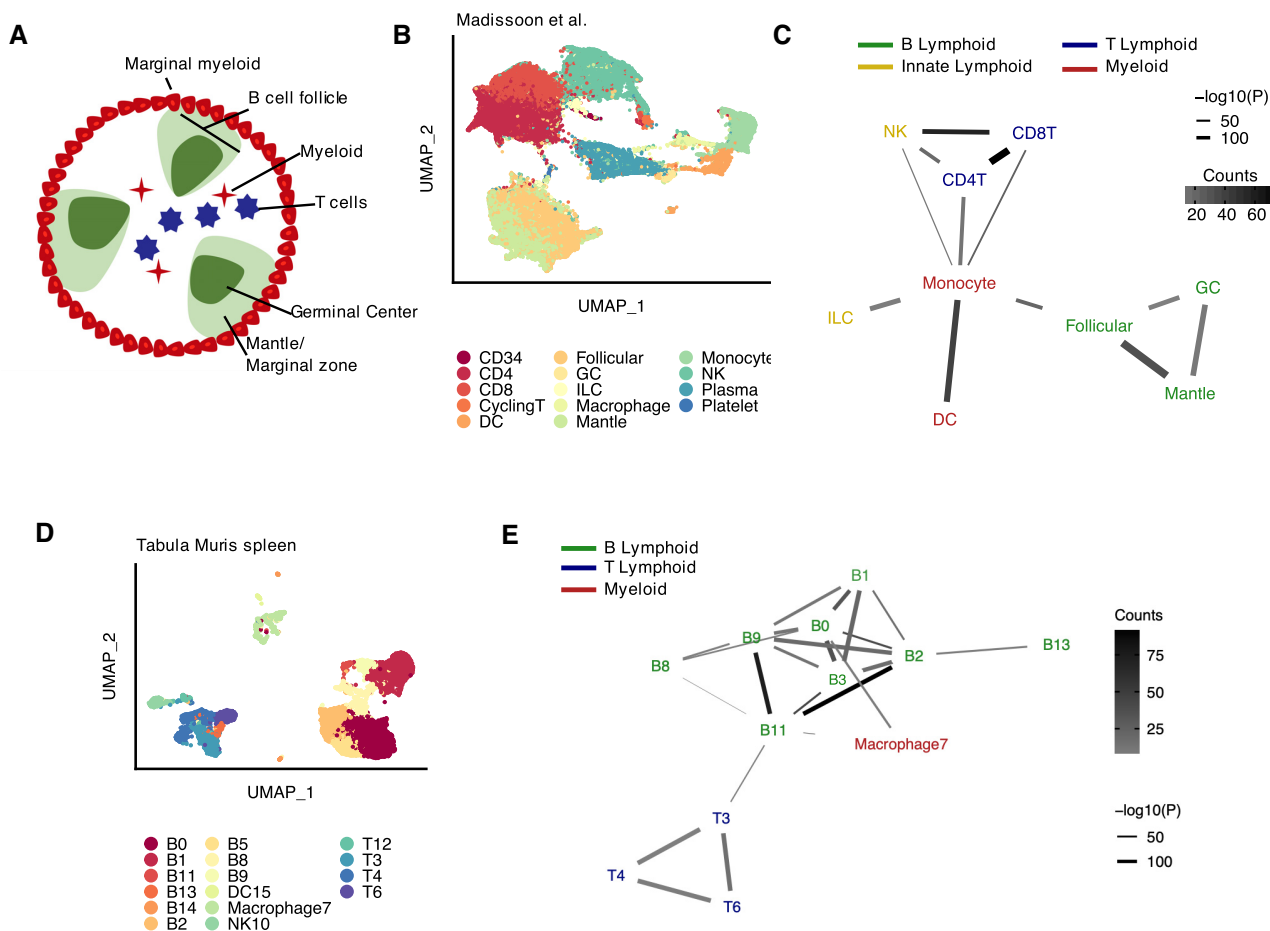 A
Marginal myeloid
B cell follicle
Myeloid
T cells
Germinal Center
Mantle/
Marginal zone
B
Madissoon et al.
UMAP_2
UMAP_1
CD34
CD4
CD8
CyclingT
DC
Follicular
GC
ILC
Macrophage
Mantle
Monocyte
NK
Plasma
Platelet
C
B Lymphoid
T Lymphoid
Innate Lymphoid
Myeloid
−log10(P)
50
100
Counts
20 40 60
NK
CD8T
CD4T
Monocyte
ILC
DC
GC
Follicular
Mantle
D
Tabula Muris spleen
UMAP_2
UMAP_1
B0
B1
B11
B13
B14
B2
B5
B8
B9
DC15
Macrophage7
NK10
T12
T3
T4
T6
E
B Lymphoid
T Lymphoid
Myeloid
B1
B0
B9
B2
B13
B8
B3
B11
Macrophage7
T3
T4
T6
Counts
75
50
25
−log10(P)
50
100